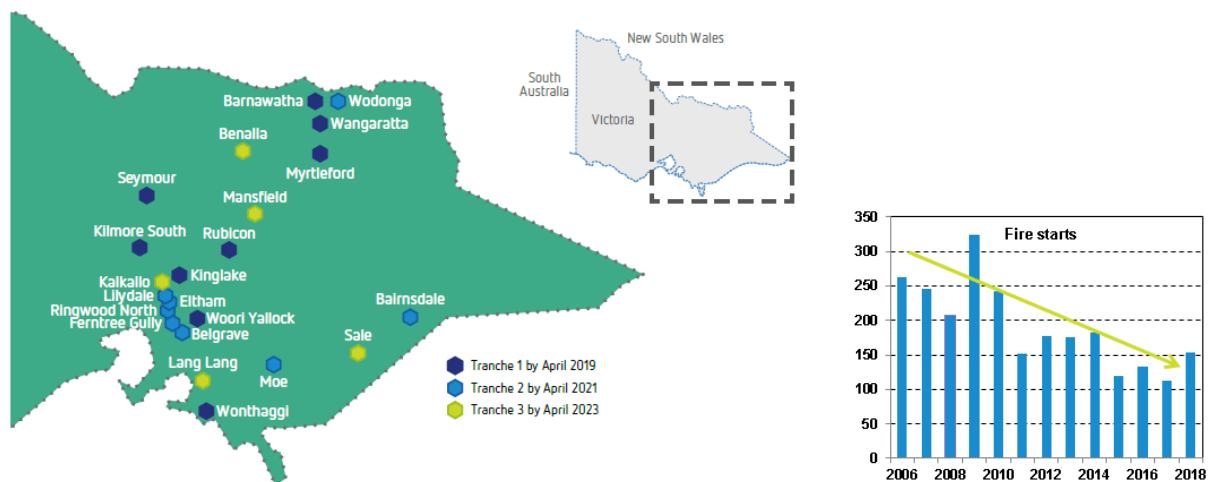 New South Wales
South
Australia
Victoria
Barnawatha
Wodonga
Wangaratta
Benalla
Myrtleford
Seymour
Mansfield
Kilmore South
Rubicon
Kalkallo
Kinglake
Lilydale
Eltham
Ringwood North
Woori Yallock
Ferntree Gully
Belgrave
Bairnsdale
Sale
Lang Lang
Moe
Wonthaggi
Tranche 1 by April 2019
Tranche 2 by April 2021
Tranche 3 by April 2023
Fire starts
350
300
250
200
150
100
50
0
2006 2008 2010 2012 2014 2016 2018